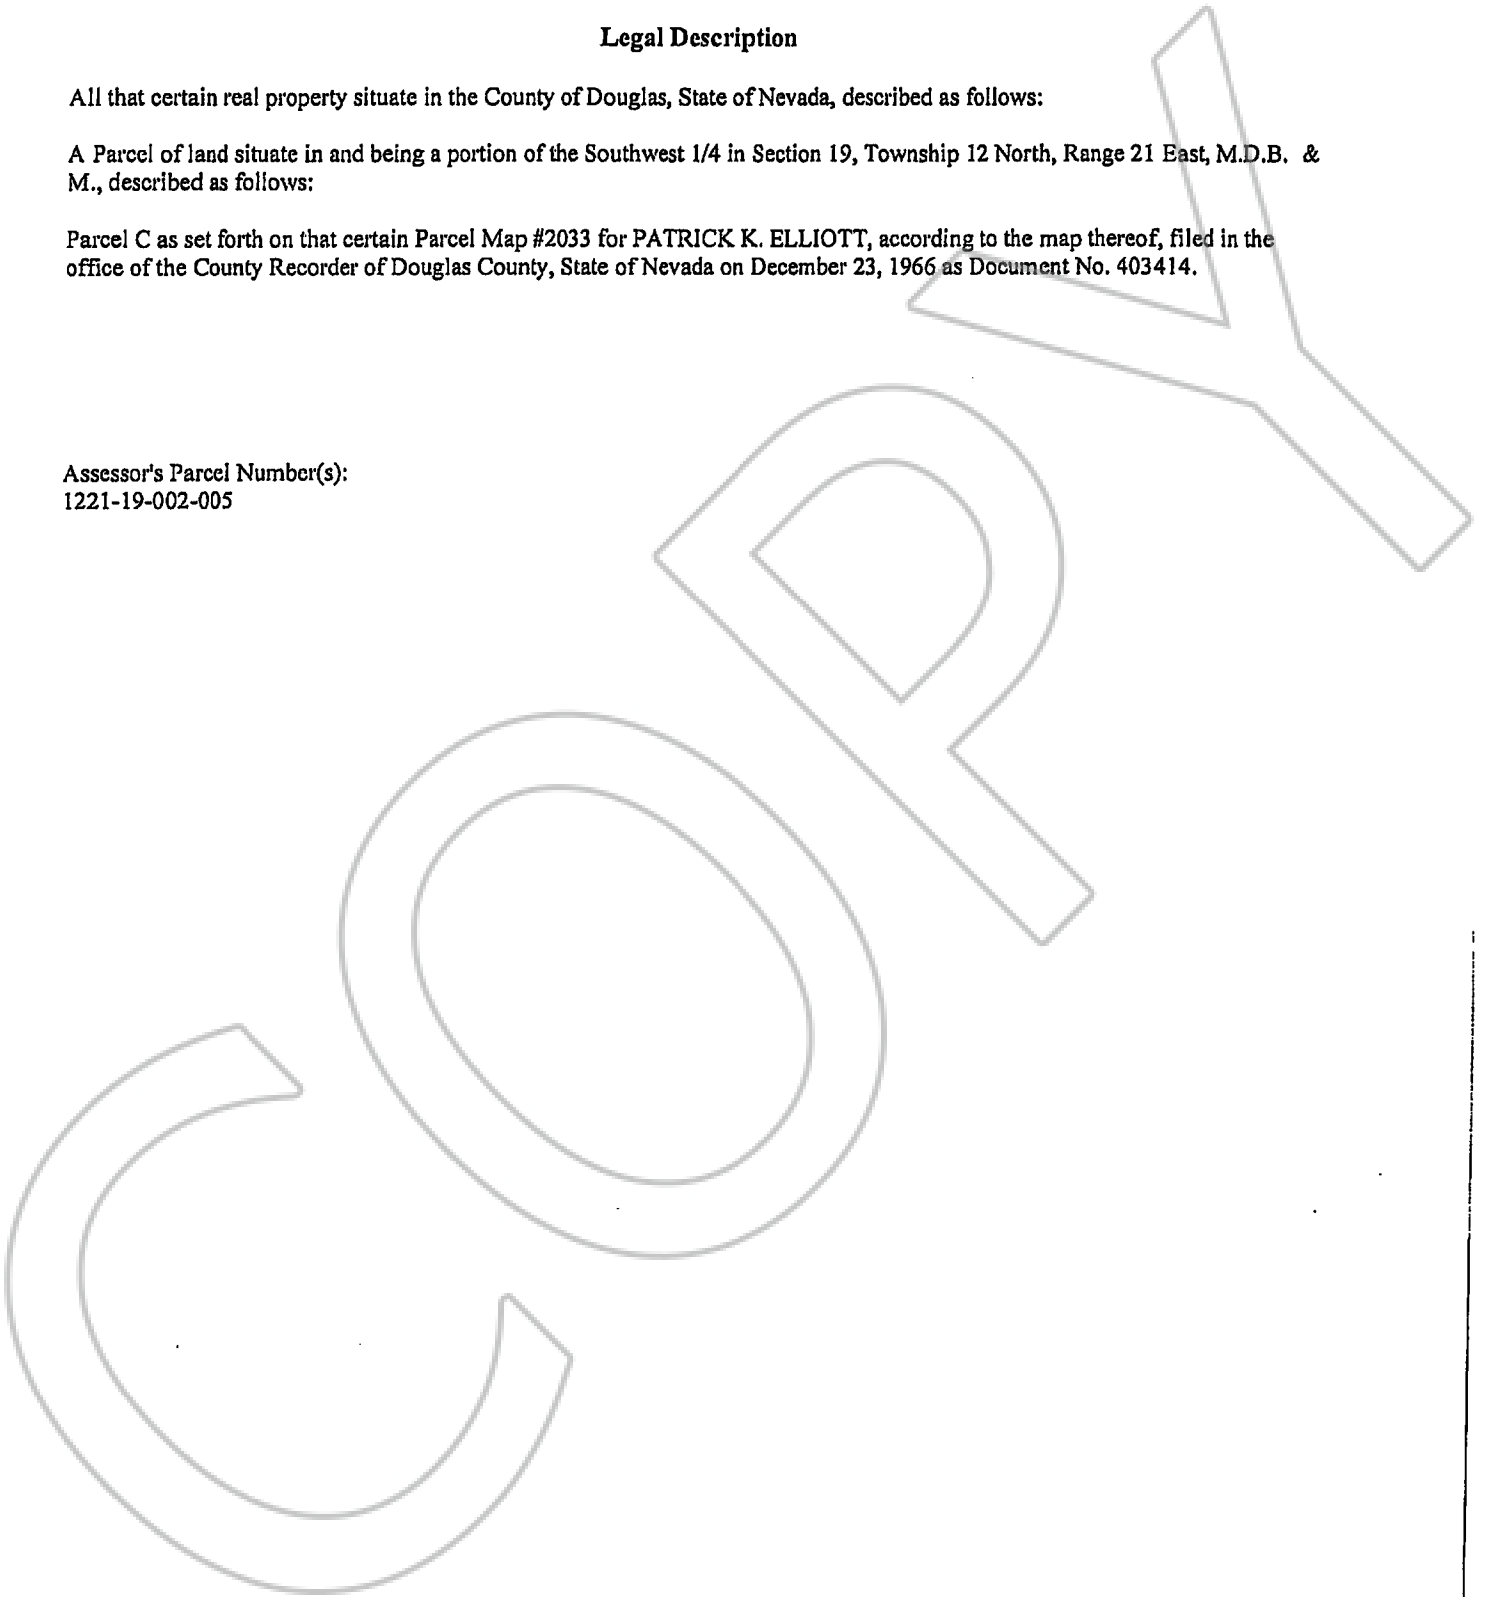 Legal Description
All that certain real property situate in the County of Douglas, State of Nevada, described as follows:
A Parcel of land situate in and being a portion of the Southwest 1/4 in Section 19, Township 12 North, Range 21 East, M.D.B. &
M., described as follows:
Parcel C as set forth on that certain Parcel Map #2033 for PATRICK K. ELLIOTT, according to the map thereof, filed in the
office of the County Recorder of Douglas County, State of Nevada on December 23, 1966 as Document No. 403414.
Assessor's Parcel Number(s):
1221-19-002-005
COPY